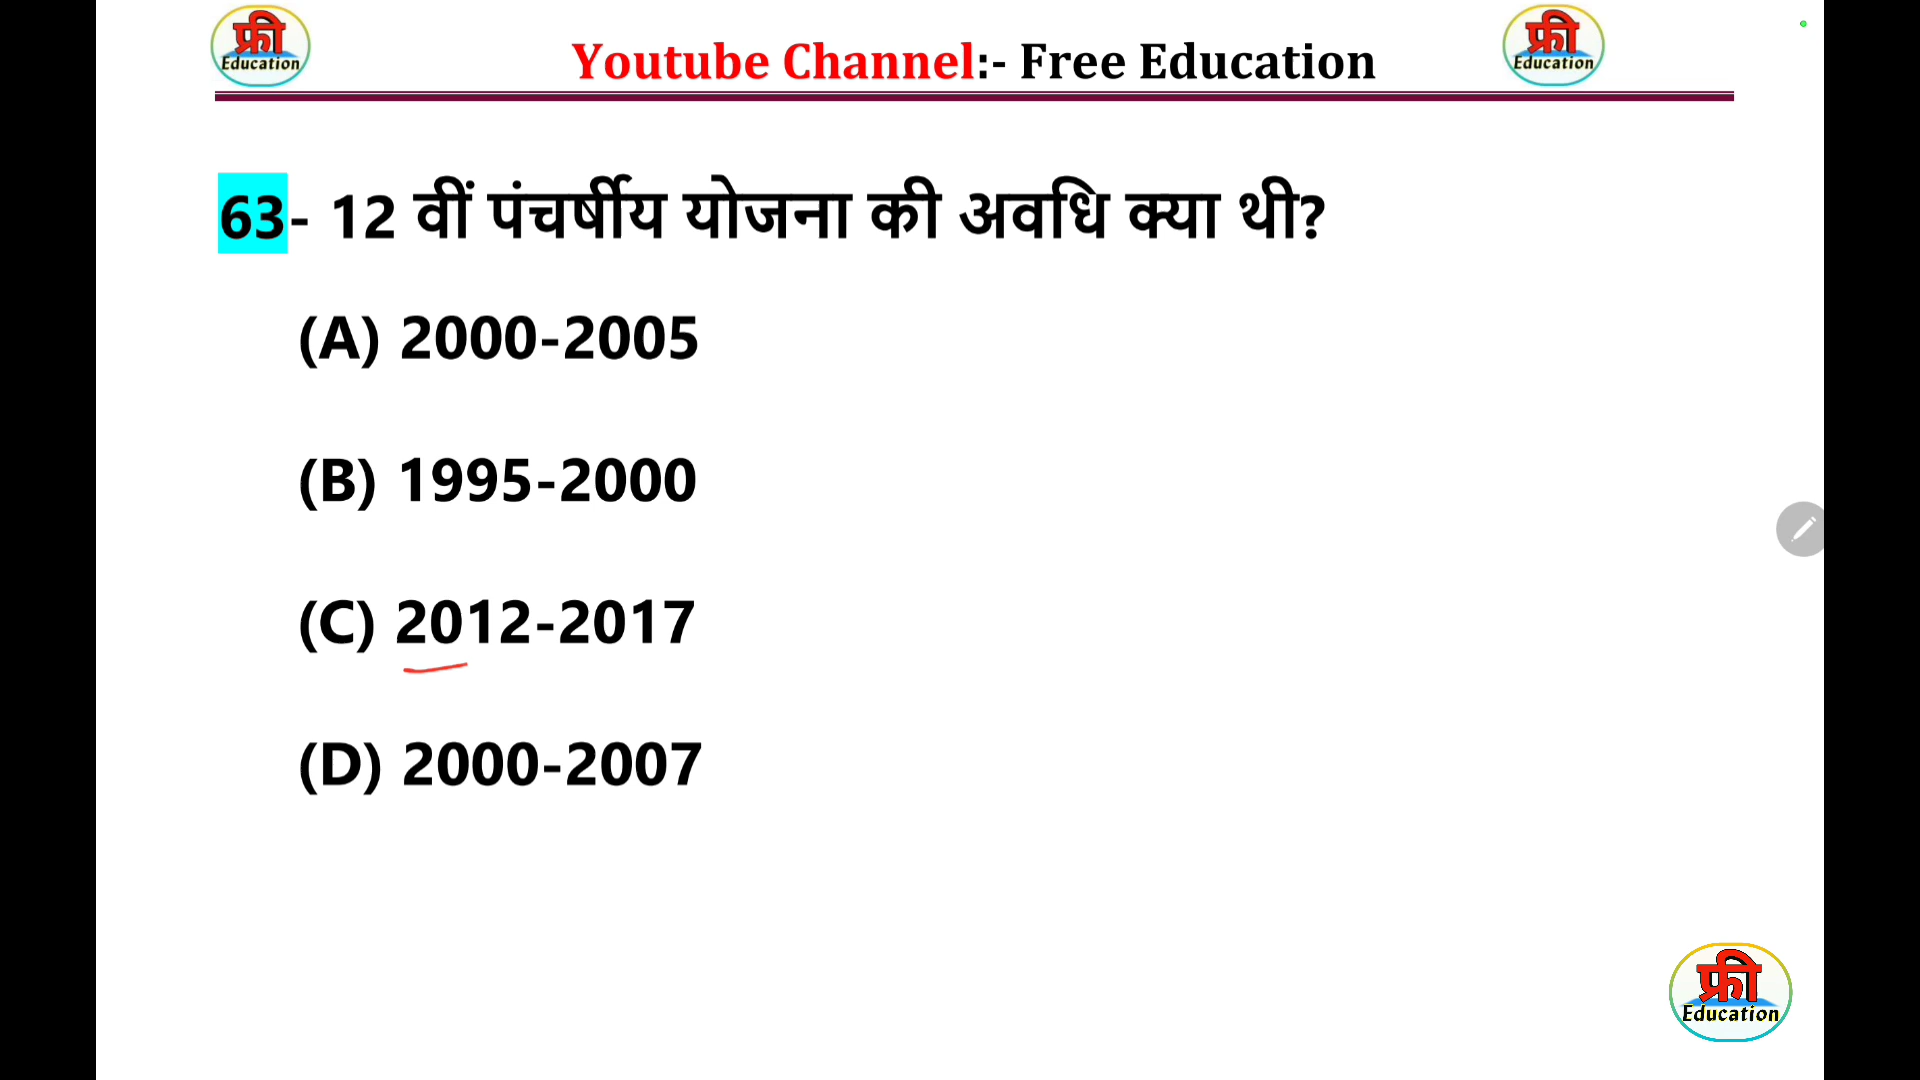 फ्री
Education
Youtube Channel:- Free Education
फ्री
Education
63- 12 वीं पंचर्षीय योजना की अवधि क्या थी?
(A) 2000-2005
(B) 1995-2000
(C) 2012-2017
(D) 2000-2007
फ्री
Education